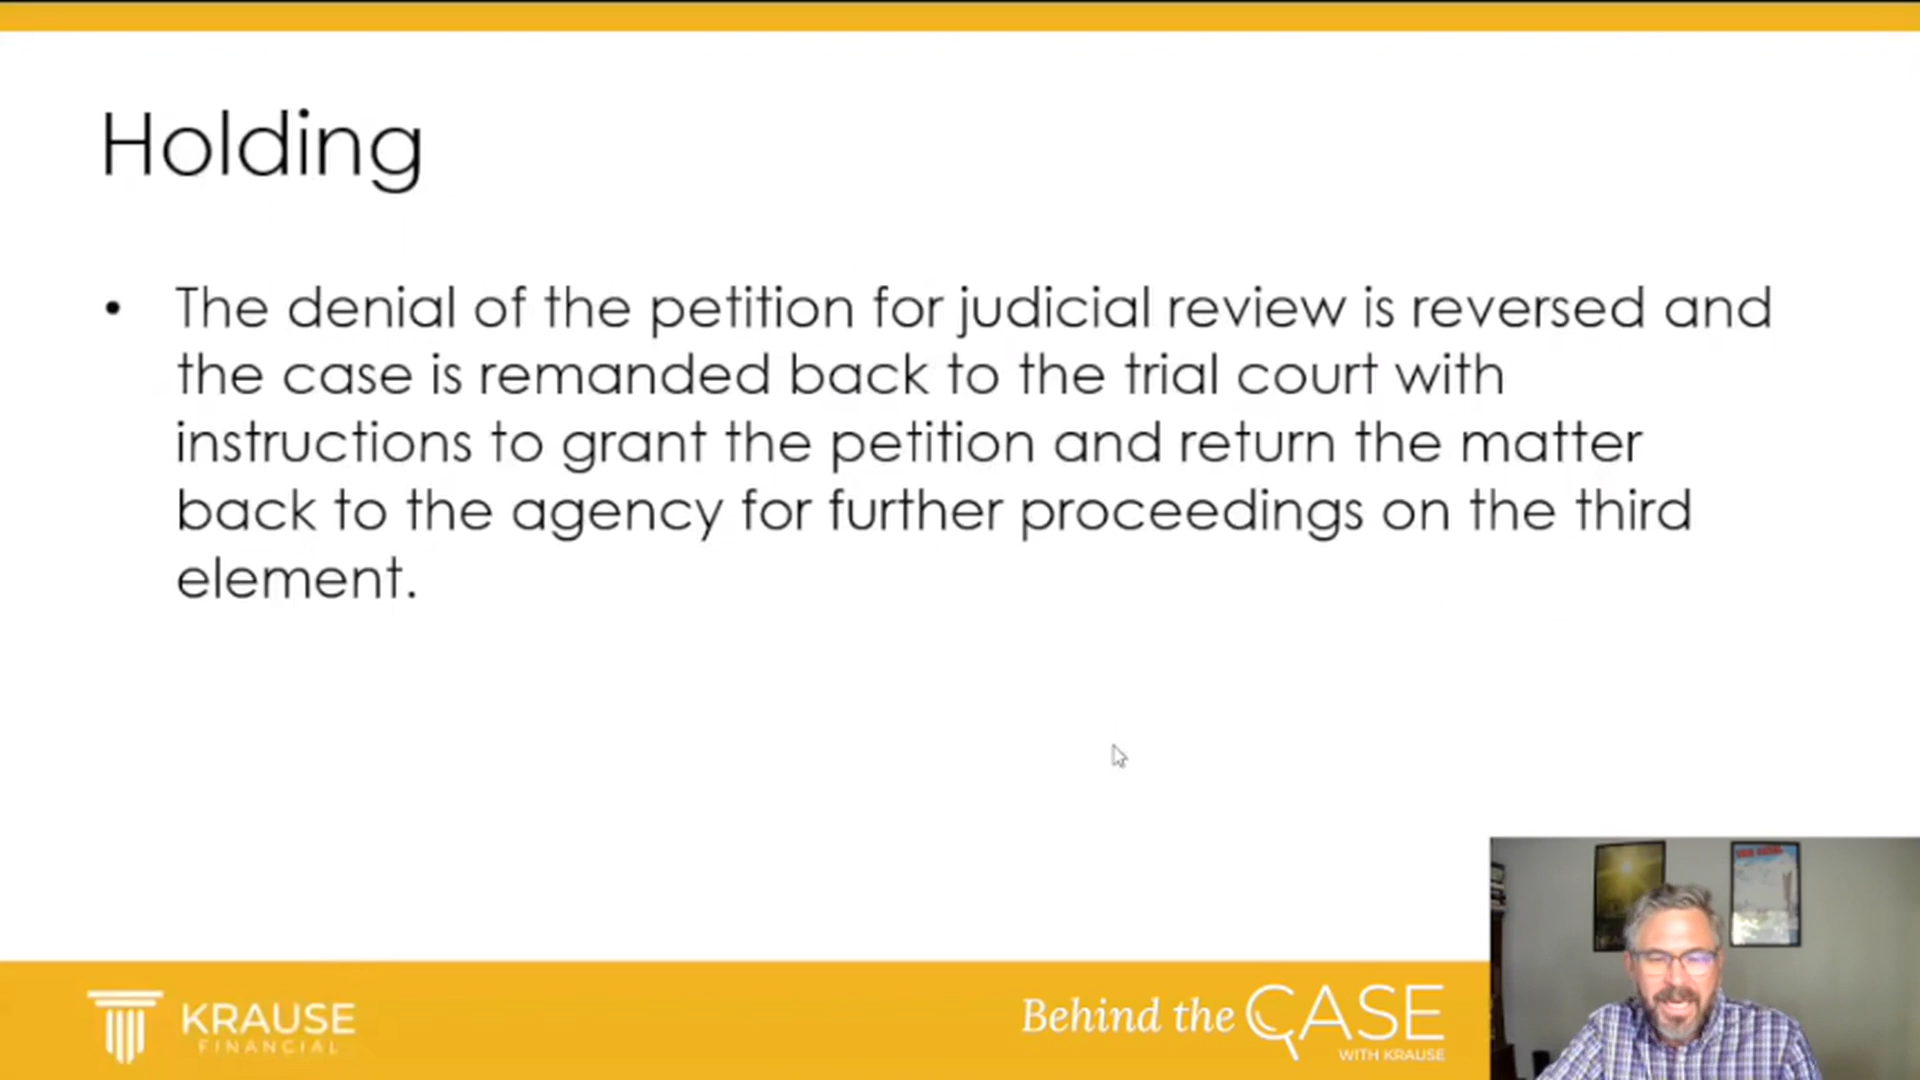 Holding
• The denial of the petition for judicial review is reversed and
the case is remanded back to the trial court with
instructions to grant the petition and return the matter
back to the agency for further proceedings on the third
element.
KRAUSE
FINANCIAL
Behind the CASE
WITH KRAUSE